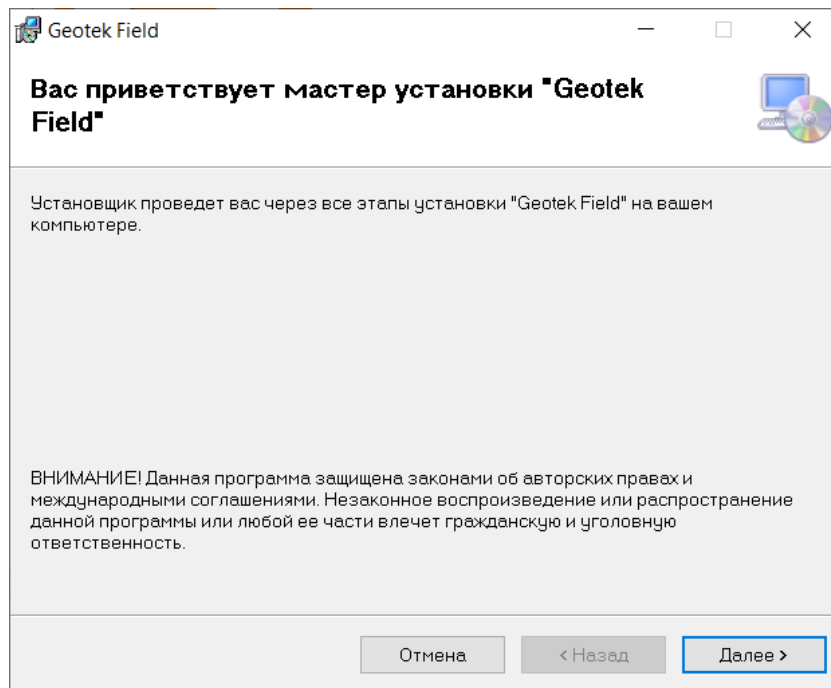 Geotek Field
Вас приветствует мастер установки "Geotek
Field"
Установщик проведет вас через все этапы установки "Geotek Field" на вашем
компьютере.
ВНИМАНИЕ! Данная программа защищена законами об авторских правах и
международными соглашениями. Незаконное воспроизведение или распространение
данной программы или любой ее части влечет гражданскую и уголовную
ответственность.
Отмена
< Назад
Далее >